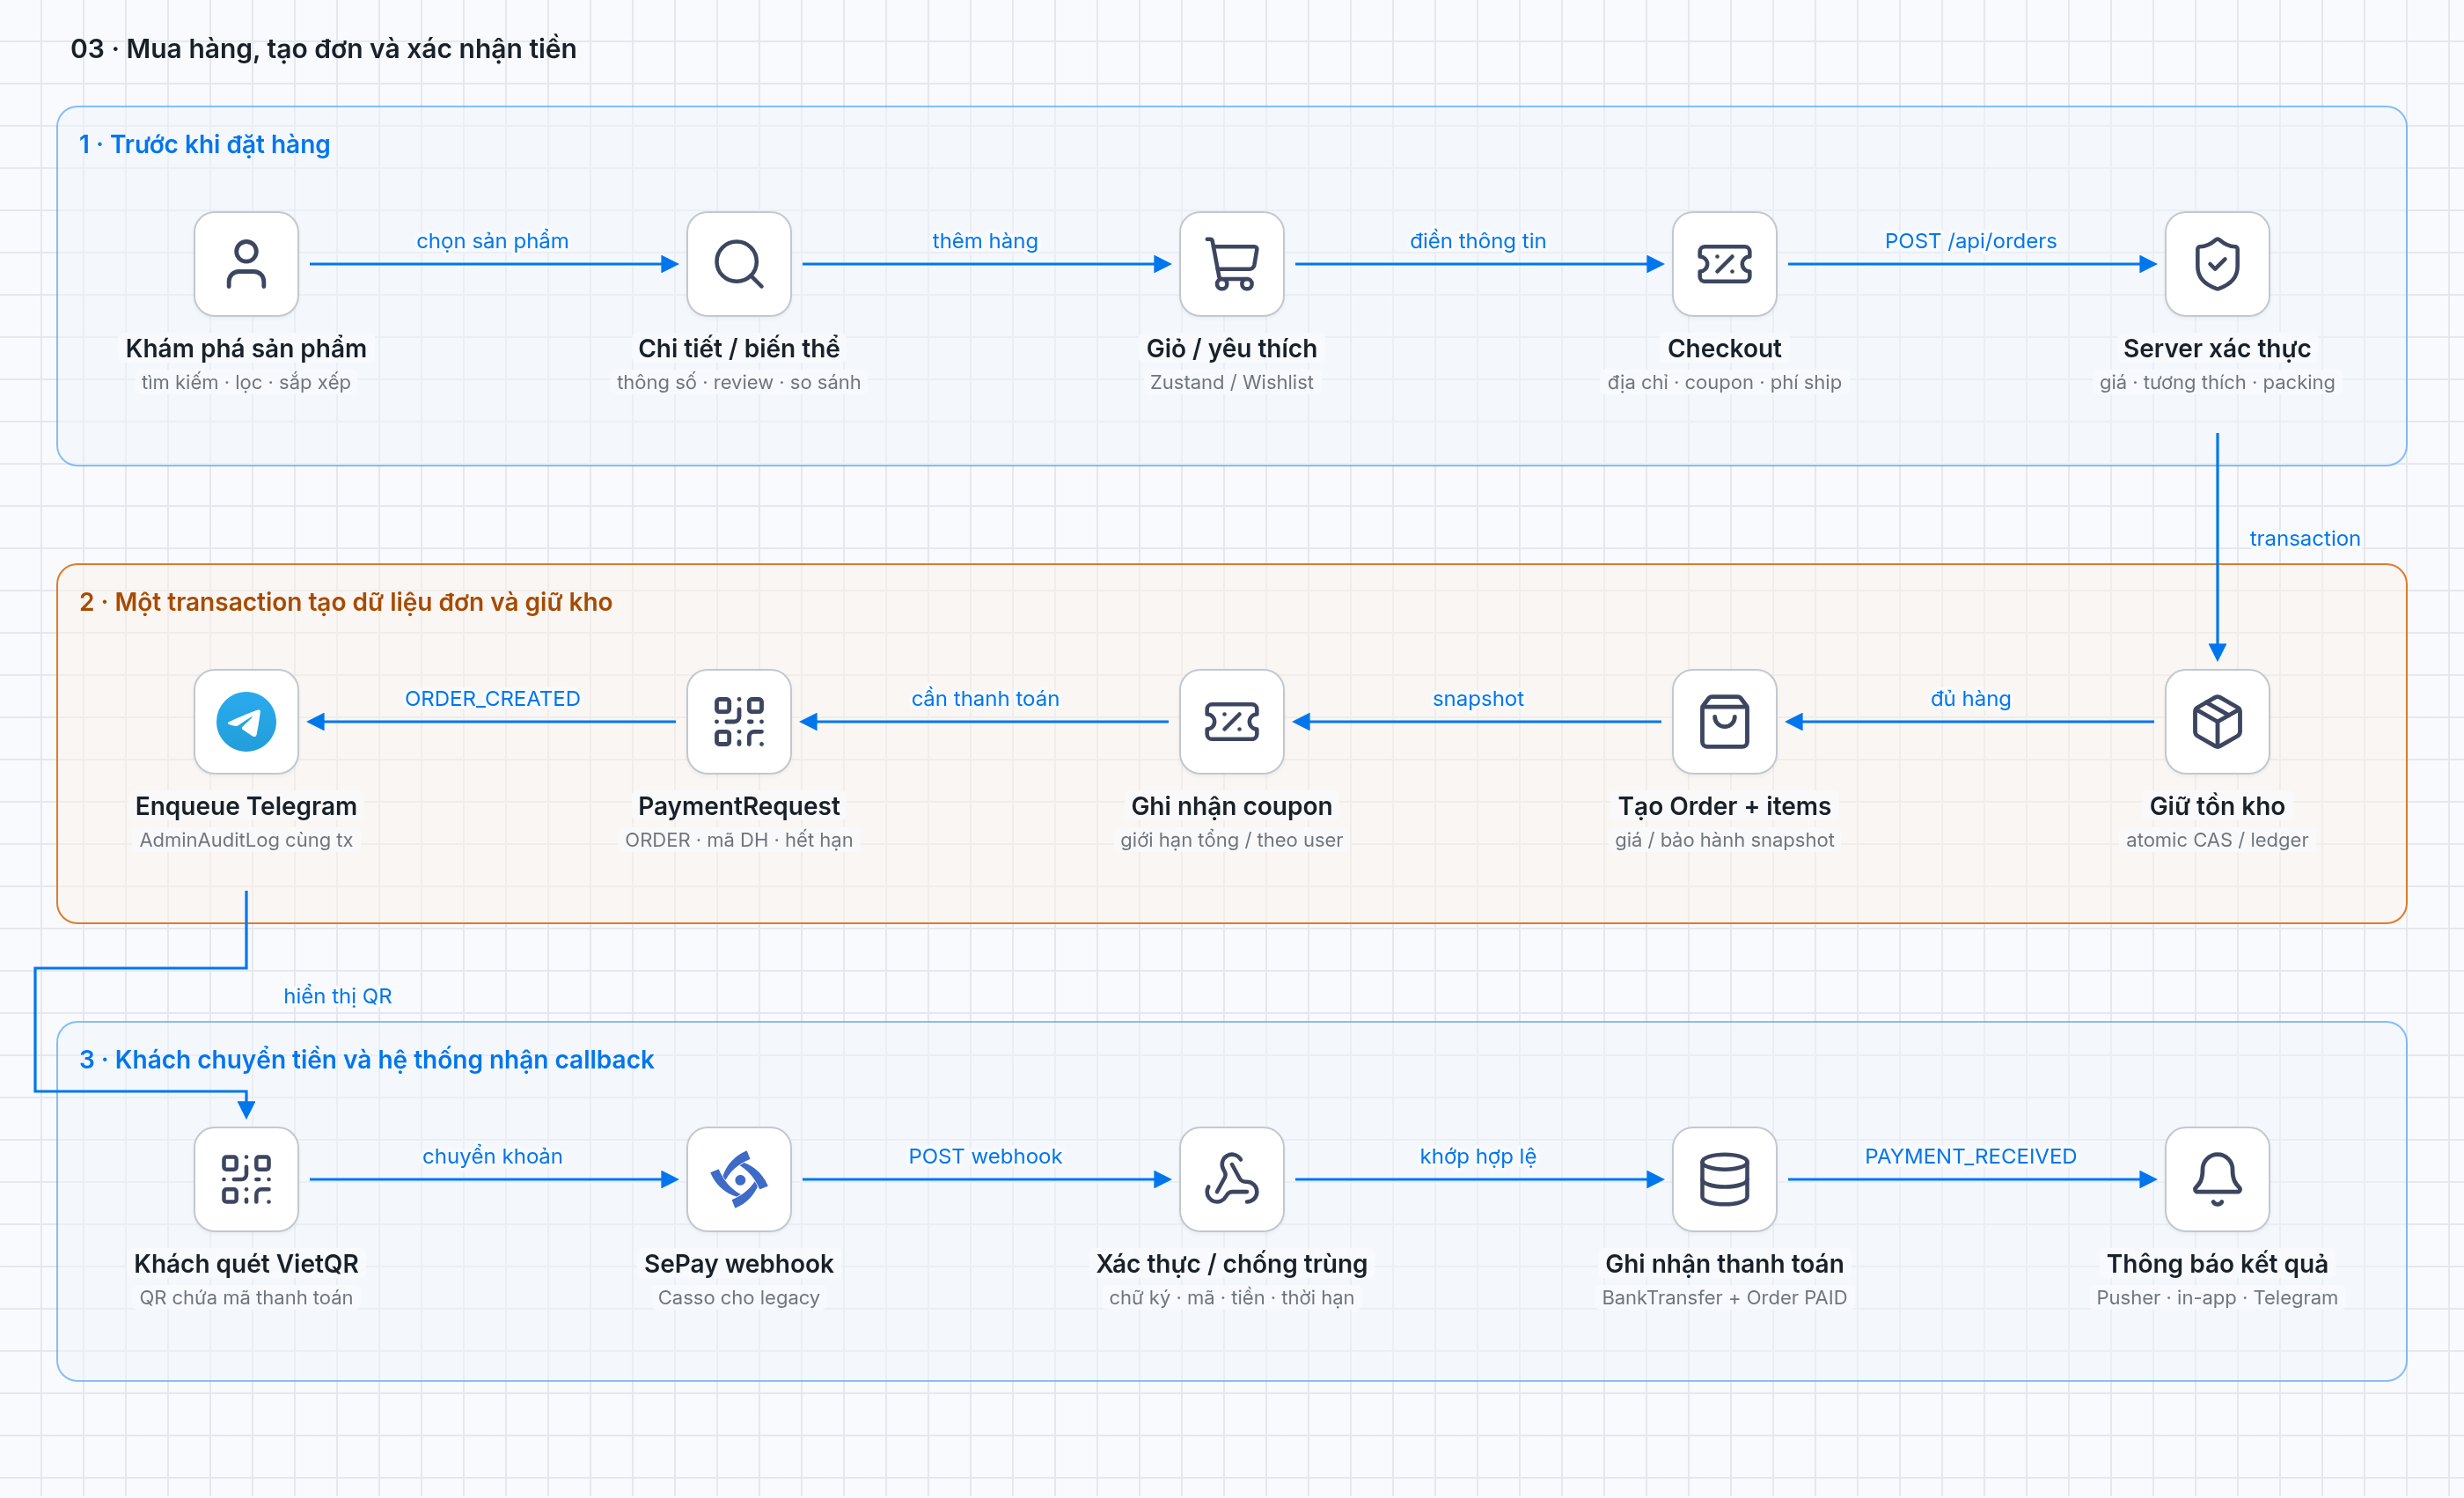 03 · Mua hàng, tạo đơn và xác nhận tiền
1 · Trước khi đặt hàng
chọn sản phẩm
thêm hàng
điền thông tin
POST /api/orders
Khám phá sản phẩm
tìm kiếm · lọc · sắp xếp
Chi tiết / biến thể
thông số · review · so sánh
Giỏ / yêu thích
Zustand / Wishlist
Checkout
địa chỉ · coupon · phí ship
Server xác thực
giá · tương thích · packing
transaction
2 · Một transaction tạo dữ liệu đơn và giữ kho
ORDER_CREATED
cần thanh toán
snapshot
đủ hàng
Enqueue Telegram
AdminAuditLog cùng tx
PaymentRequest
ORDER · mã DH · hết hạn
Ghi nhận coupon
giới hạn tổng / theo user
Tạo Order + items
giá / bảo hành snapshot
Giữ tồn kho
atomic CAS / ledger
hiển thị QR
3 · Khách chuyển tiền và hệ thống nhận callback
chuyển khoản
POST webhook
khớp hợp lệ
PAYMENT_RECEIVED
Khách quét VietQR
QR chứa mã thanh toán
SePay webhook
Casso cho legacy
Xác thực / chống trùng
chữ ký · mã · tiền · thời hạn
Ghi nhận thanh toán
BankTransfer + Order PAID
Thông báo kết quả
Pusher · in-app · Telegram